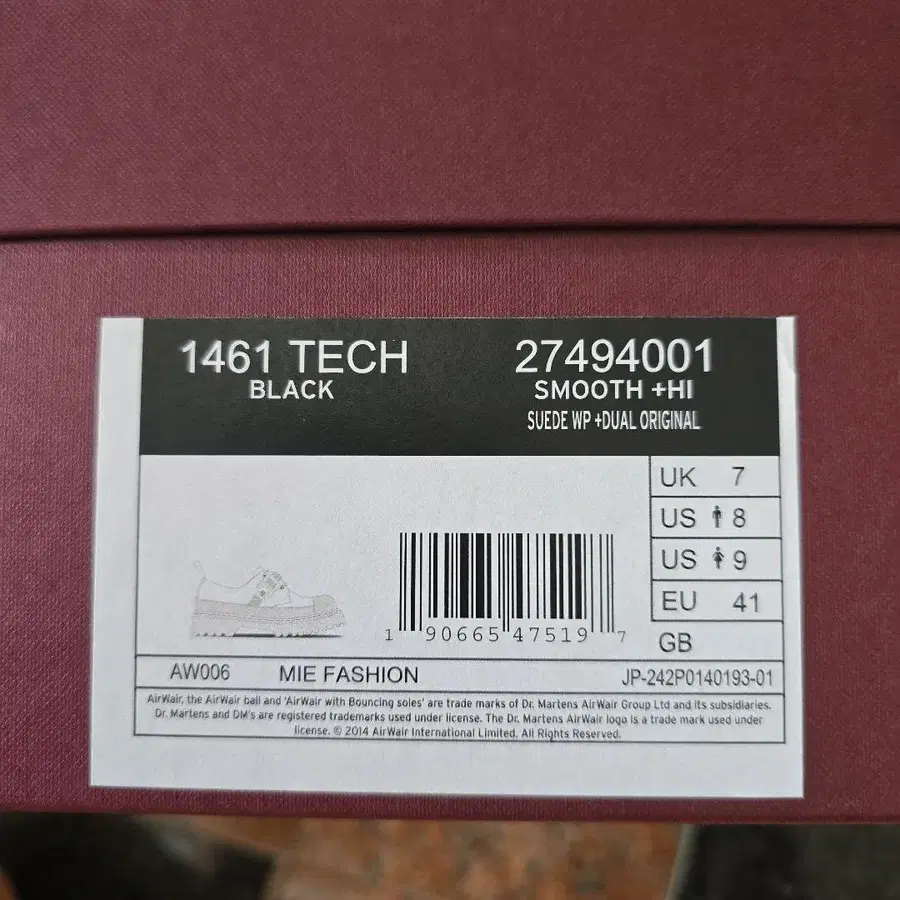 1461 TECH
BLACK
27494001
SMOOTH +HI
SUEDE WP +DUAL ORIGINAL
UK 7
US 8
US 9
EU 41
GB
1 90665 47519 7
AW006 MIE FASHION JP-242P0140193-01
AirWair, the AirWair ball and 'AirWair with Bouncing soles' are trade marks of Dr. Martens AirWair Group Ltd and its subsidiaries.
Dr. Martens and DM's are registered trademarks used under license. The Dr. Martens AirWair logo is a trade mark used under
license. © 2014 AirWair International Limited. All Rights Reserved.